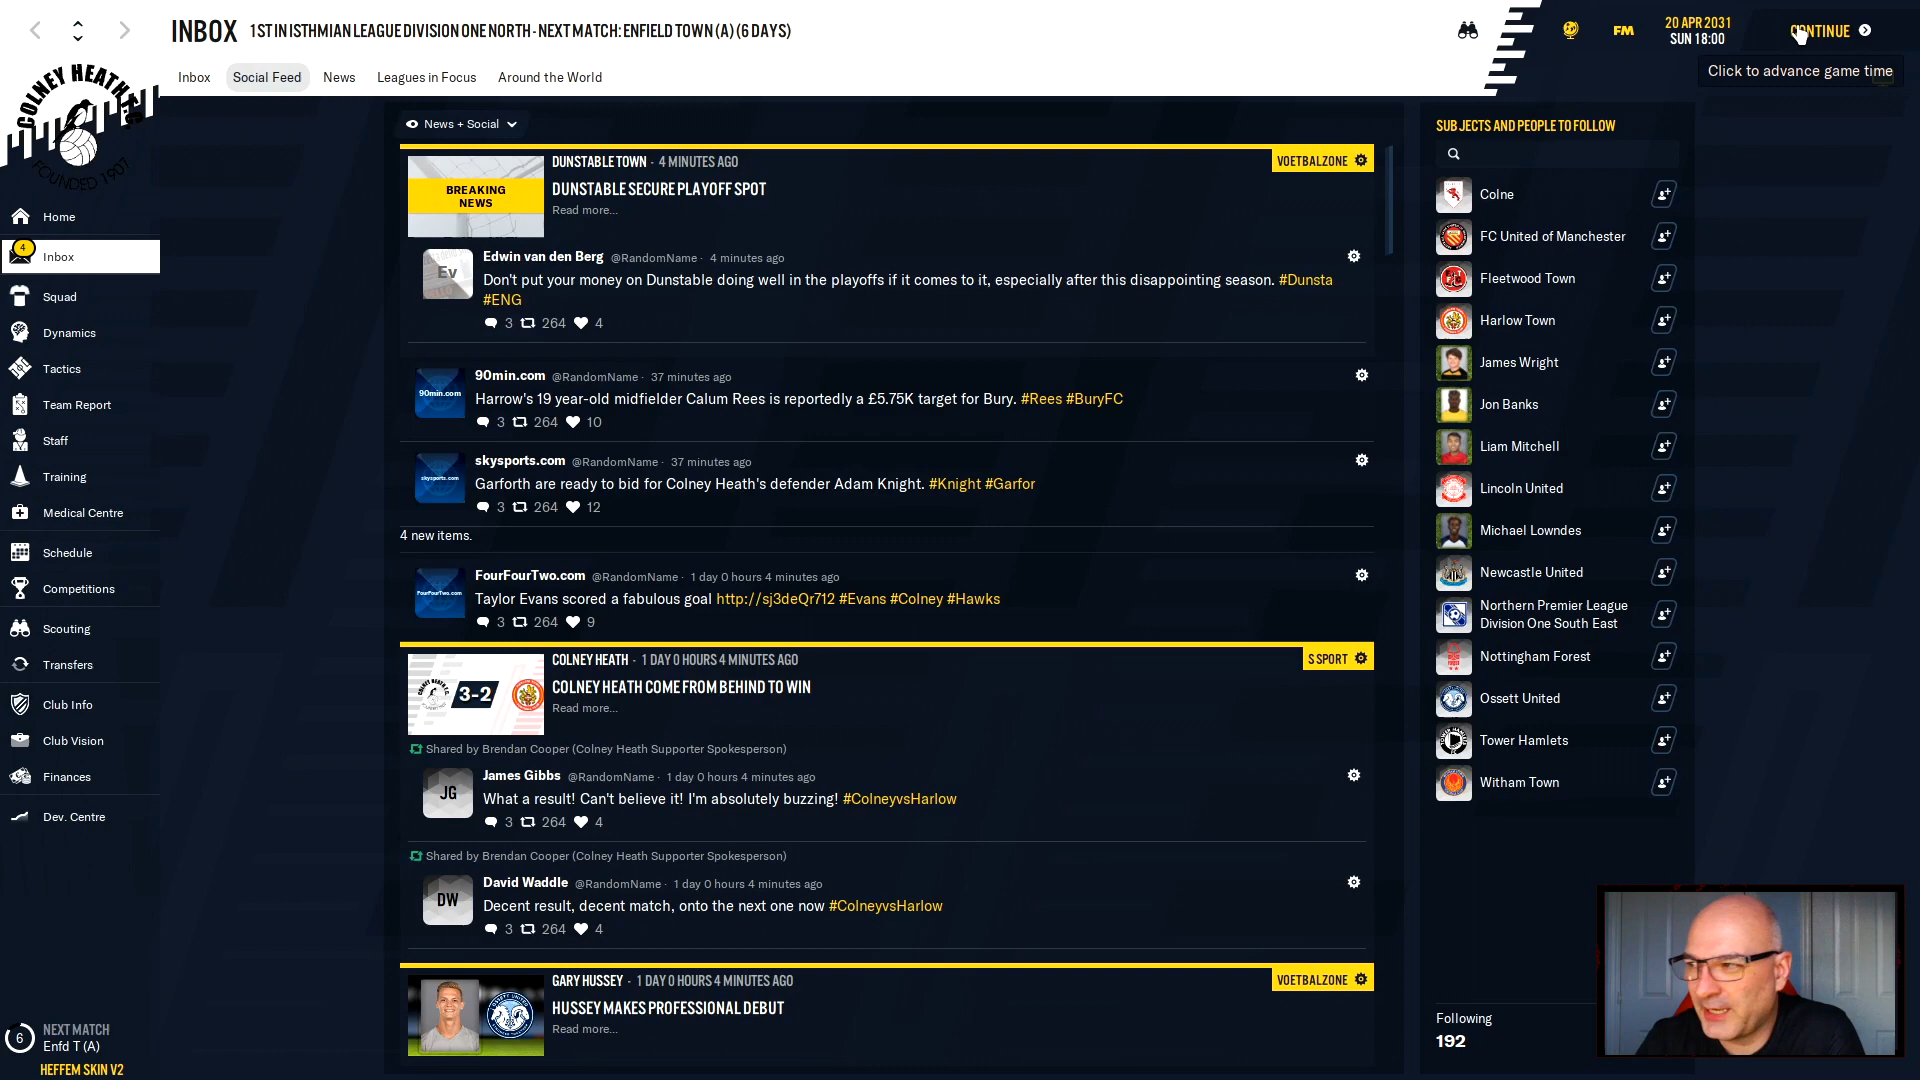 INBOX
1ST IN ISTHMIAN LEAGUE DIVISION ONE NORTH - NEXT MATCH: ENFIELD TOWN (A) (6 DAYS)
FM
20 APR 2031
SUN 18:00
Click to advance game time
Inbox
Social Feed
News
Leagues in Focus
Around the World
COLNEY HEATH F.C.
FOUNDED 1907
Home
4
Inbox
Squad
Dynamics
Tactics
Team Report
Staff
Training
Medical Centre
Schedule
Competitions
Scouting
Transfers
Club Info
Club Vision
Finances
Dev. Centre
6
NEXT MATCH
Enfd T (A)
HEFFEM SKIN V2
News + Social
BREAKING
NEWS
DUNSTABLE TOWN - 4 MINUTES AGO
VOETBALZONE
DUNSTABLE SECURE PLAYOFF SPOT
Read more...
Ev
Edwin van den Berg @RandomName · 4 minutes ago
Don't put your money on Dunstable doing well in the playoffs if it comes to it, especially after this disappointing season. #Dunsta
#ENG
3 264 4
90min.com
90min.com @RandomName · 37 minutes ago
Harrow's 19 year-old midfielder Calum Rees is reportedly a £5.75K target for Bury. #Rees #BuryFC
3 264 10
skysports.com
skysports.com @RandomName · 37 minutes ago
Garforth are ready to bid for Colney Heath's defender Adam Knight. #Knight #Garfor
3 264 12
4 new items.
FourFourTwo.com
FourFourTwo.com @RandomName · 1 day 0 hours 4 minutes ago
Taylor Evans scored a fabulous goal http://sj3deQr712 #Evans #Colney #Hawks
3 264 9
3-2
COLNEY HEATH - 1 DAY 0 HOURS 4 MINUTES AGO
S SPORT
COLNEY HEATH COME FROM BEHIND TO WIN
Read more...
Shared by Brendan Cooper (Colney Heath Supporter Spokesperson)
JG
James Gibbs @RandomName · 1 day 0 hours 4 minutes ago
What a result! Can't believe it! I'm absolutely buzzing! #ColneyvsHarlow
3 264 4
Shared by Brendan Cooper (Colney Heath Supporter Spokesperson)
DW
David Waddle @RandomName · 1 day 0 hours 4 minutes ago
Decent result, decent match, onto the next one now #ColneyvsHarlow
3 264 4
GARY HUSSEY - 1 DAY 0 HOURS 4 MINUTES AGO
VOETBALZONE
HUSSEY MAKES PROFESSIONAL DEBUT
Read more...
SUBJECTS AND PEOPLE TO FOLLOW
Colne
FC United of Manchester
Fleetwood Town
Harlow Town
James Wright
Jon Banks
Liam Mitchell
Lincoln United
Michael Lowndes
Newcastle United
Northern Premier League
Division One South East
Nottingham Forest
Ossett United
Tower Hamlets
Witham Town
Following
192